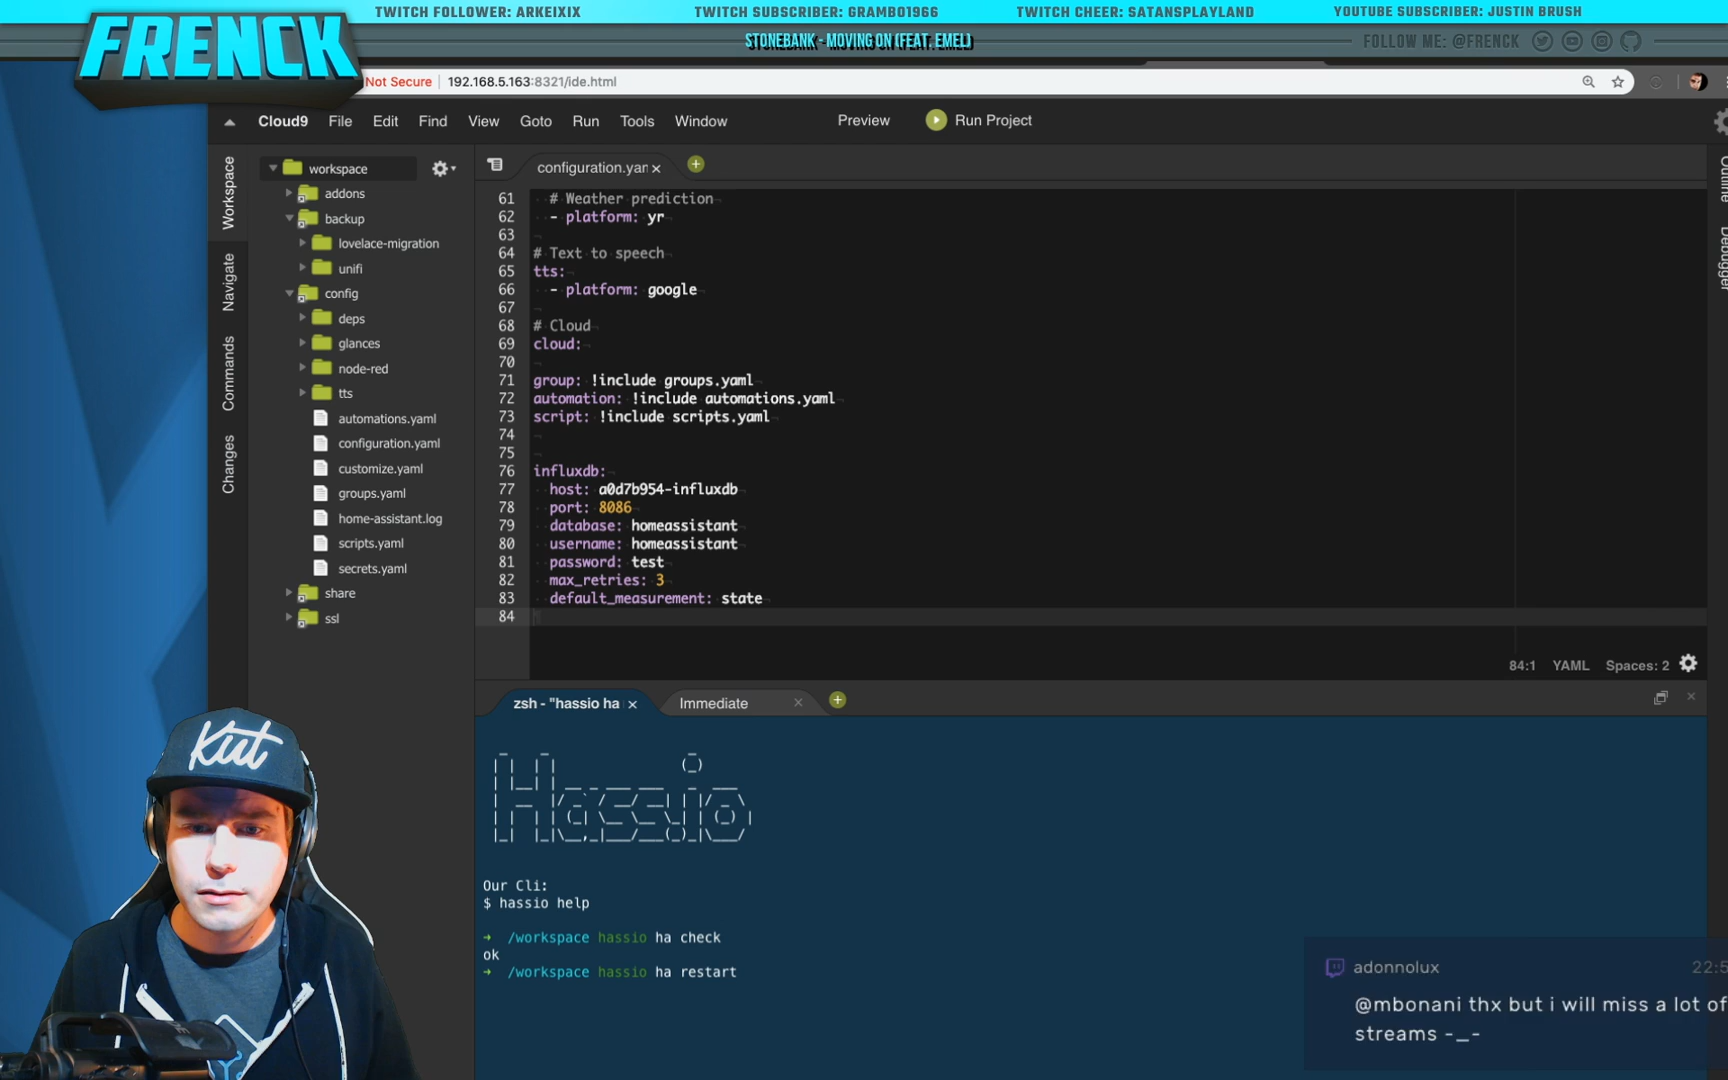 TWITCH FOLLOWER: ARKEIXIX
TWITCH SUBSCRIBER: GRAMBO1966
TWITCH CHEER: SATANSPLAYLAND
YOUTUBE SUBSCRIBER: JUSTIN BRUSH
FRENCK
STONEBANK - MOVING ON (FEAT. EMEL)
FOLLOW ME: @FRENCK
Not Secure
192.168.5.163:8321/ide.html
Cloud9 File Edit Find View Goto Run Tools Window
Preview
Run Project
Workspace
Navigate
Commands
Changes
workspace
addons
backup
lovelace-migration
unifi
config
deps
glances
node-red
tts
automations.yaml
configuration.yaml
customize.yaml
groups.yaml
home-assistant.log
scripts.yaml
secrets.yaml
share
ssl
configuration.yar
61 # Weather prediction
62 - platform: yr
63
64 # Text to speech
65 tts:
66 - platform: google
67
68 # Cloud
69 cloud:
70
71 group: !include groups.yaml
72 automation: !include automations.yaml
73 script: !include scripts.yaml
74
75
76 influxdb:
77 host: a0d7b954-influxdb
78 port: 8086
79 database: homeassistant
80 username: homeassistant
81 password: test
82 max_retries: 3
83 default_measurement: state
84
84:1 YAML Spaces: 2
Outline
Debugger
zsh - "hassio ha
Immediate
Hass.io
Our Cli:
$ hassio help
➜ /workspace hassio ha check
ok
➜ /workspace hassio ha restart
Kut
adonnolux
22:5
@mbonani thx but i will miss a lot of
streams -_-